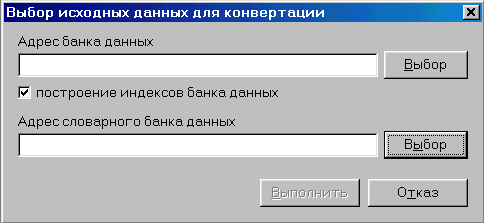 Выбор исходных данных для конвертации
Адрес банка данных
Выбор
построение индексов банка данных
Адрес словарного банка данных
Выбор
Выполнить
Отказ